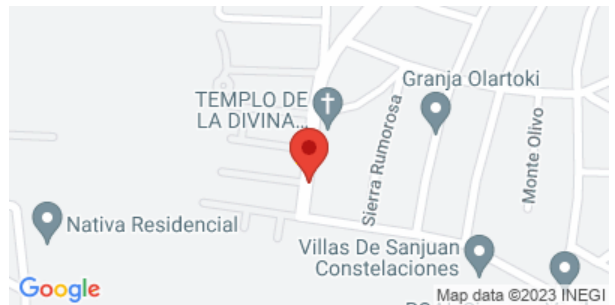 Granja Olartoki
TEMPLO DE
LA DIVINA...
Sierra Rumorosa
Monte Olivo
Nativa Residencial
Villas De Sanjuan
Constelaciones
Google
Map data ©2023 INEGI